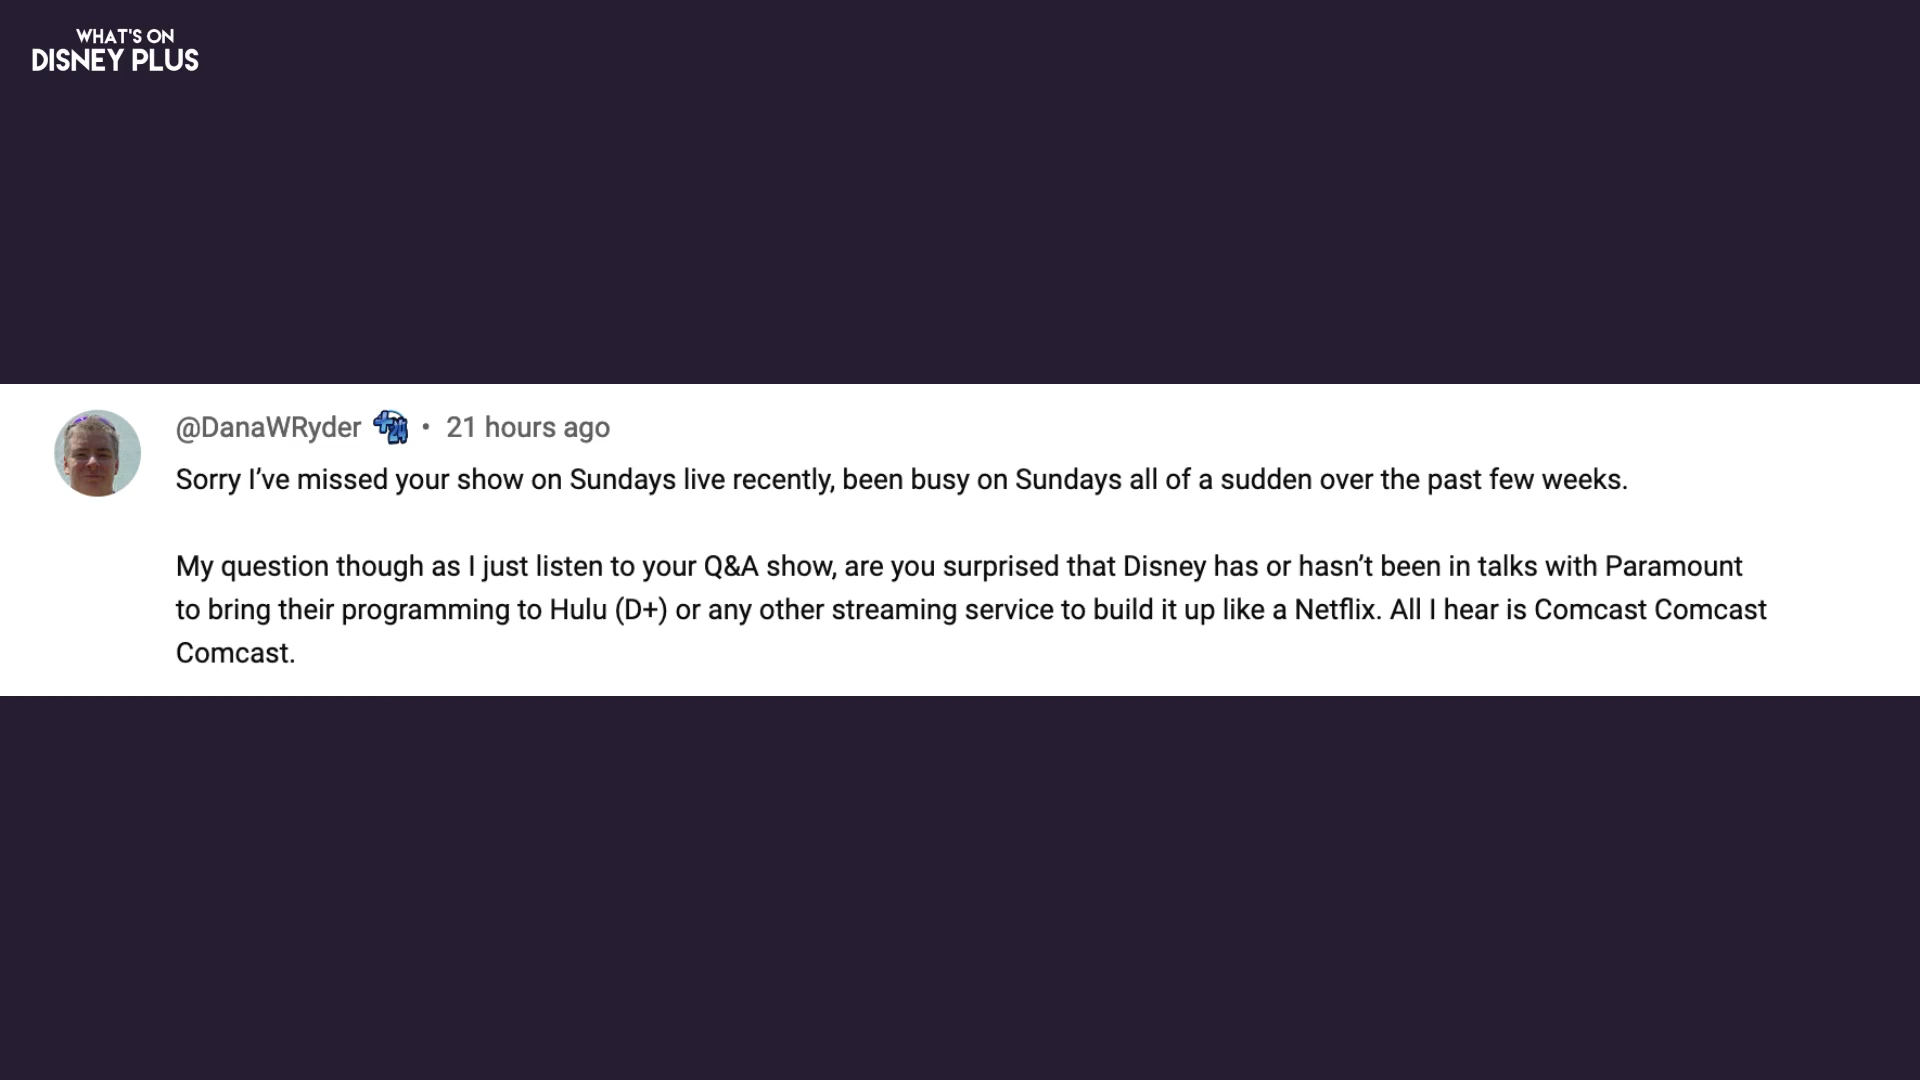 WHAT'S ON
DISNEY PLUS
@DanaWRyder +24 • 21 hours ago
Sorry I’ve missed your show on Sundays live recently, been busy on Sundays all of a sudden over the past few weeks.
My question though as I just listen to your Q&A show, are you surprised that Disney has or hasn’t been in talks with Paramount
to bring their programming to Hulu (D+) or any other streaming service to build it up like a Netflix. All I hear is Comcast Comcast
Comcast.